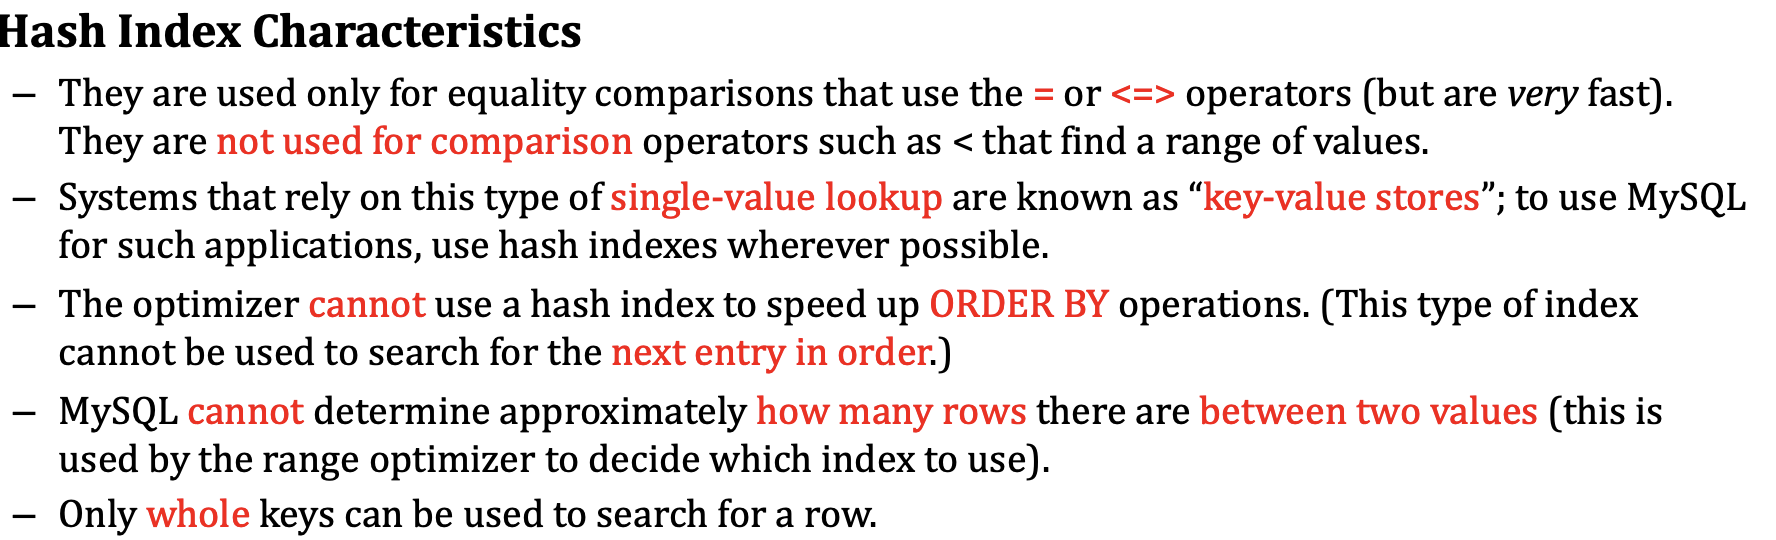 Hash Index Characteristics
– They are used only for equality comparisons that use the = or <=> operators (but are very fast).
They are not used for comparison operators such as < that find a range of values.
– Systems that rely on this type of single-value lookup are known as “key-value stores”; to use MySQL
for such applications, use hash indexes wherever possible.
– The optimizer cannot use a hash index to speed up ORDER BY operations. (This type of index
cannot be used to search for the next entry in order.)
– MySQL cannot determine approximately how many rows there are between two values (this is
used by the range optimizer to decide which index to use).
– Only whole keys can be used to search for a row.